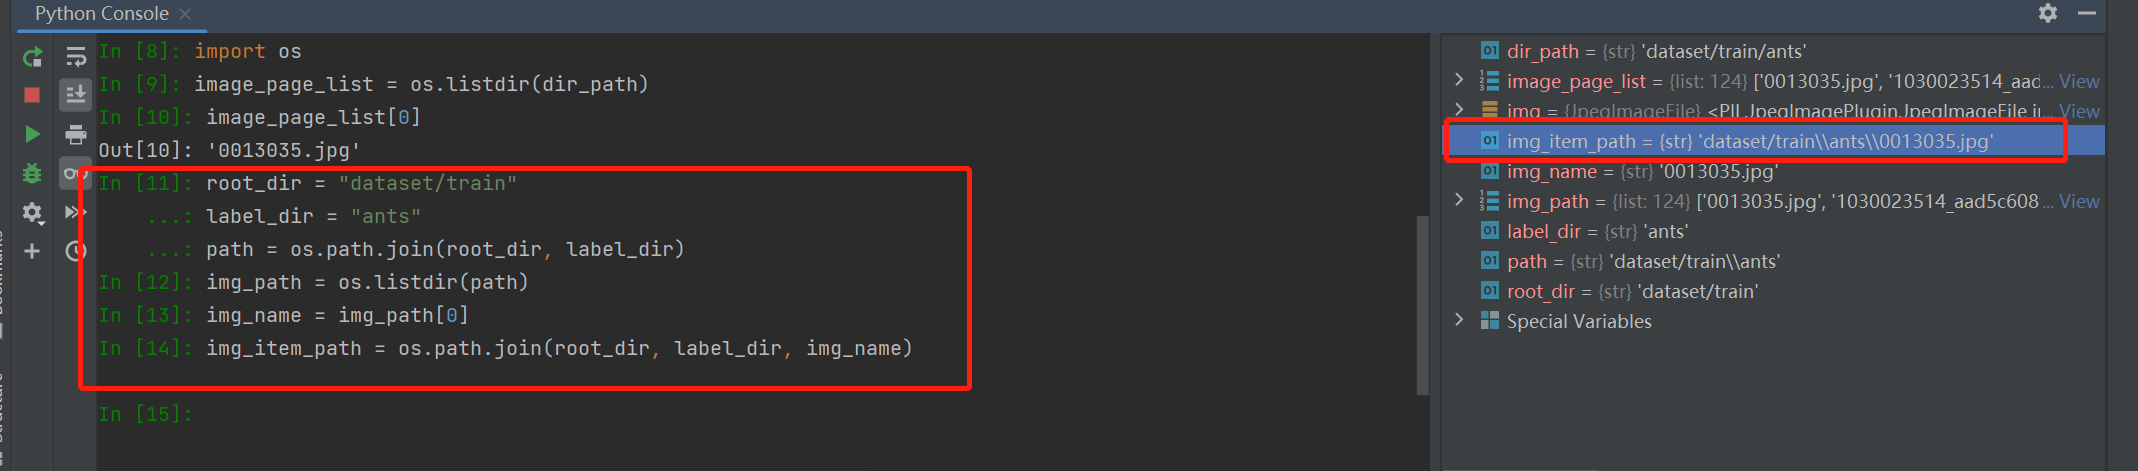 Python Console
In [8]: import os
In [9]: image_page_list = os.listdir(dir_path)
In [10]: image_page_list[0]
Out[10]: '0013035.jpg'
In [11]: root_dir = "dataset/train"
...: label_dir = "ants"
...: path = os.path.join(root_dir, label_dir)
In [12]: img_path = os.listdir(path)
In [13]: img_name = img_path[0]
In [14]: img_item_path = os.path.join(root_dir, label_dir, img_name)
In [15]:
dir_path = {str} 'dataset/train/ants'
image_page_list = {list: 124} ['0013035.jpg', '1030023514_aad... View
img = {JpegImageFile} <PIL.JpegImagePlugin.JpegImageFile i... View
img_item_path = {str} 'dataset/train\\ants\\0013035.jpg'
img_name = {str} '0013035.jpg'
img_path = {list: 124} ['0013035.jpg', '1030023514_aad5c608... View
label_dir = {str} 'ants'
path = {str} 'dataset/train\\ants'
root_dir = {str} 'dataset/train'
Special Variables